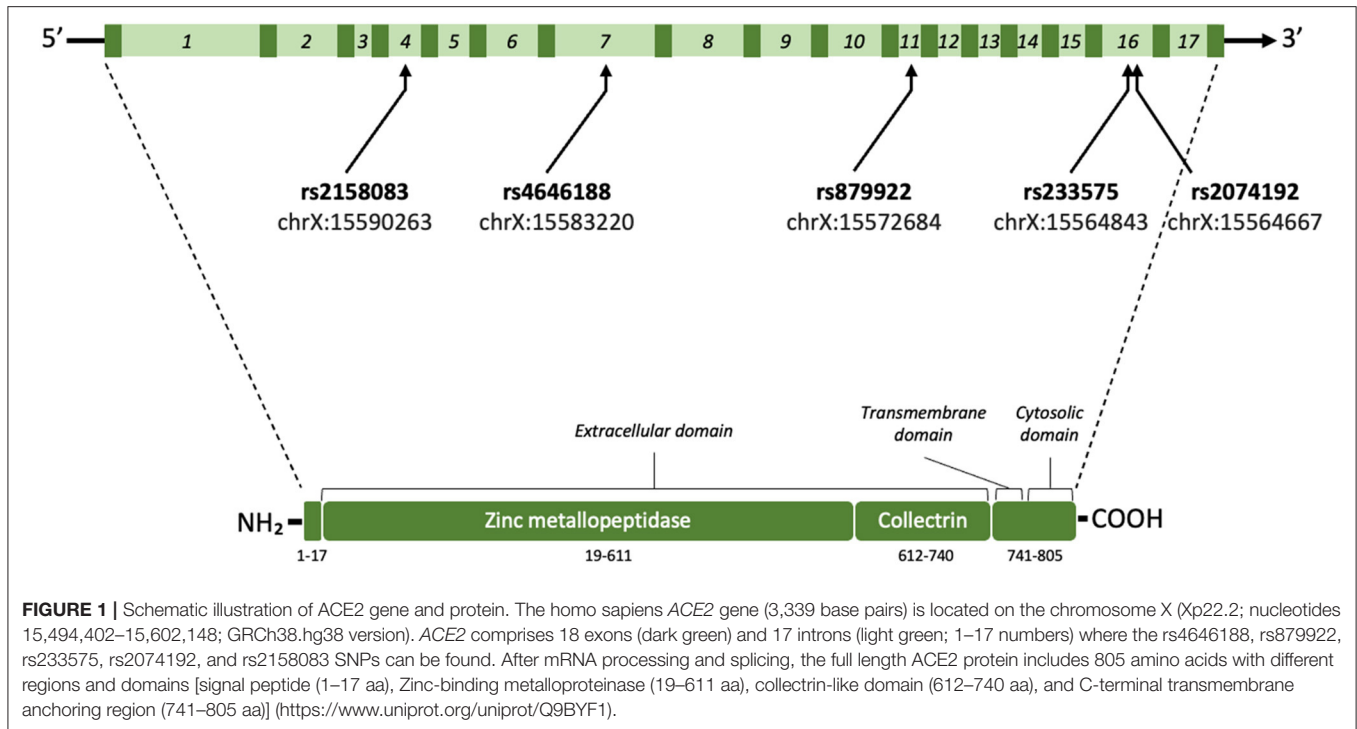 5’ 1 2 3 4 5 6 7 8 9 10 11 12 13 14 15 16 17 3’
rs2158083 rs4646188 rs879922 rs233575 rs2074192
chrX:15590263 chrX:15583220 chrX:15572684 chrX:15564843 chrX:15564667
Extracellular domain Transmembrane domain Cytosolic domain
NH₂ Zinc metallopeptidase Collectrin COOH
1-17 19-611 612-740 741-805
FIGURE 1 | Schematic illustration of ACE2 gene and protein. The homo sapiens ACE2 gene (3,339 base pairs) is located on the chromosome X (Xp22.2; nucleotides
15,494,402–15,602,148; GRCh38.hg38 version). ACE2 comprises 18 exons (dark green) and 17 introns (light green; 1–17 numbers) where the rs4646188, rs879922,
rs233575, rs2074192, and rs2158083 SNPs can be found. After mRNA processing and splicing, the full length ACE2 protein includes 805 amino acids with different
regions and domains [signal peptide (1–17 aa), Zinc-binding metalloproteinase (19–611 aa), collectrin-like domain (612–740 aa), and C-terminal transmembrane
anchoring region (741–805 aa)] (https://www.uniprot.org/uniprot/Q9BYF1).